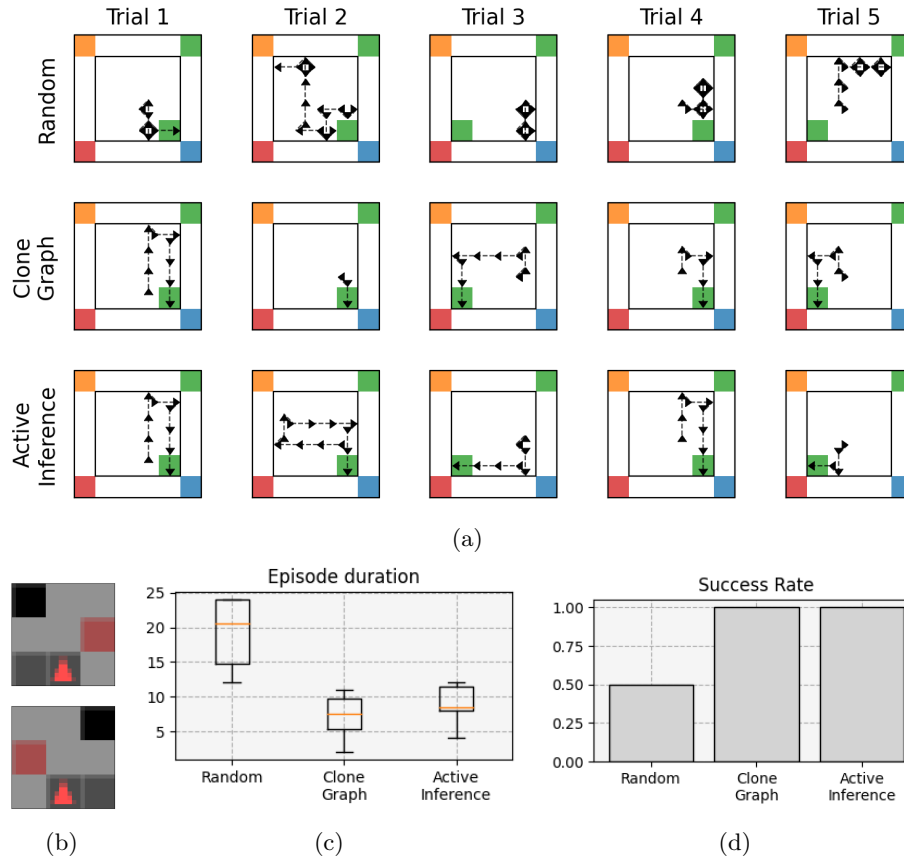 Trial 1 Trial 2 Trial 3 Trial 4 Trial 5
Random
Clone
Graph
Active
Inference
(a)
Episode duration
25
20
15
10
5
Random
Clone
Graph
Active
Inference
Success Rate
1.00
0.75
0.50
0.25
0.00
Random
Clone
Graph
Active
Inference
(b) (c) (d)